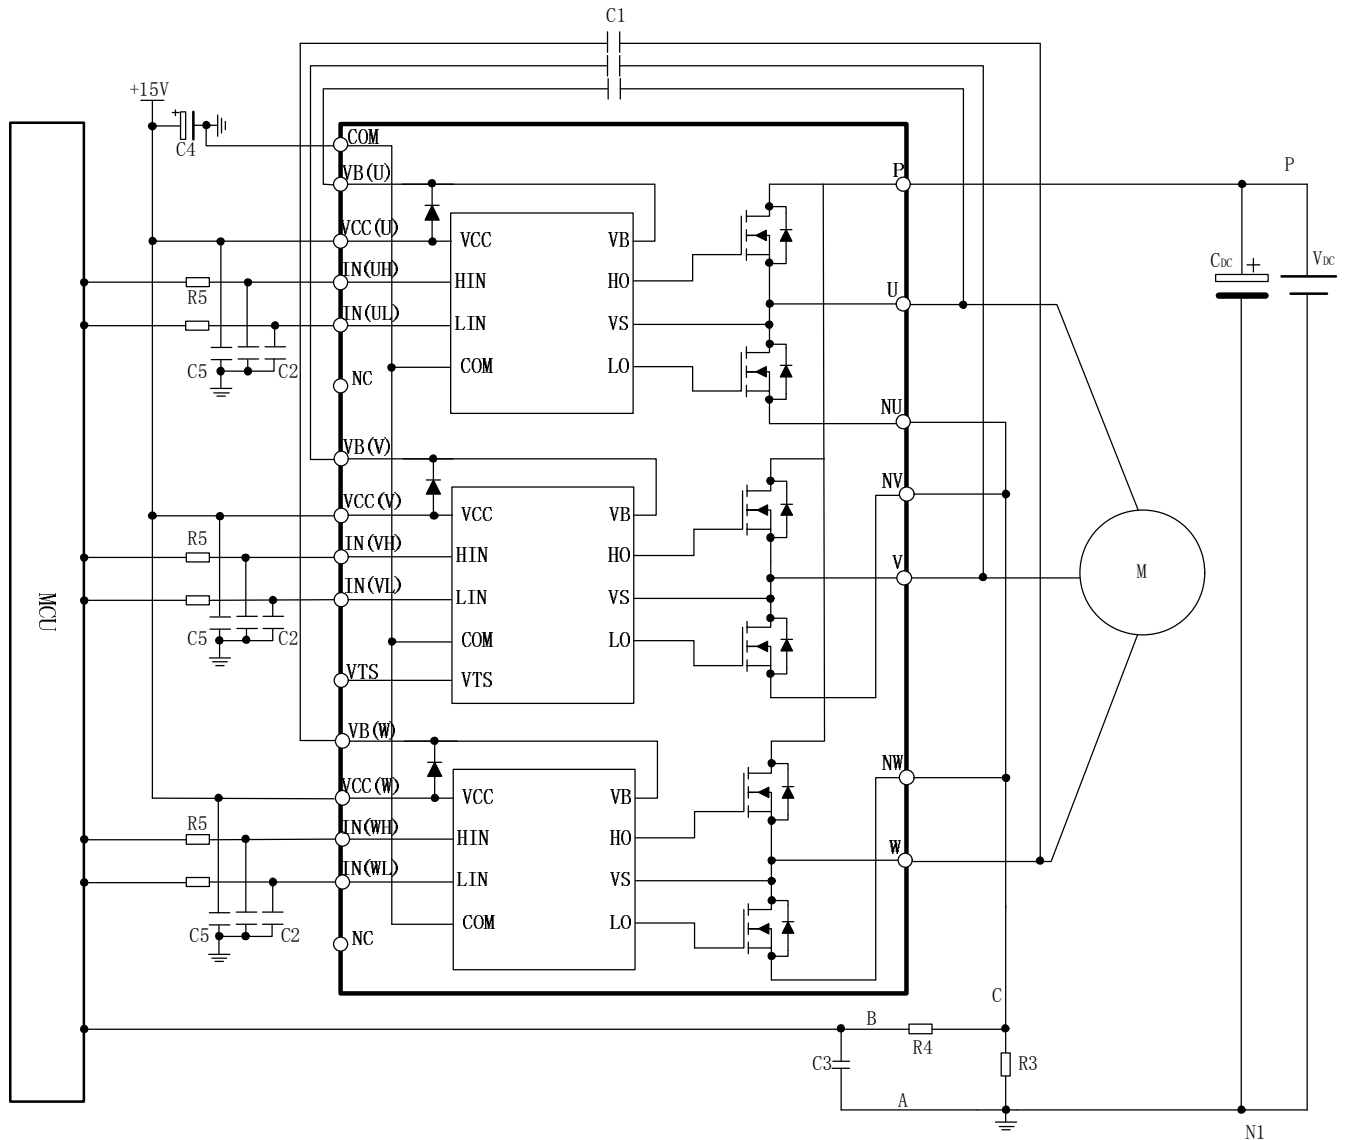 C1
+15V
+
C4
COM
VB(U)
P
P
VCC(U)
VCC
VB
CDC
+
VDC
IN(UH)
HIN
HO
R5
U
IN(UL)
LIN
VS
C5
C2
COM
LO
NC
NU
VB(V)
NV
VCC(V)
VCC
VB
R5
IN(VH)
HIN
HO
V
M
IN(VL)
LIN
VS
MCU
C5
C2
COM
LO
VTS
VTS
VB(W)
NW
VCC(W)
VCC
VB
R5
IN(WH)
HIN
HO
W
IN(WL)
LIN
VS
C5
C2
COM
LO
NC
C
B
R4
C3
R3
A
N1